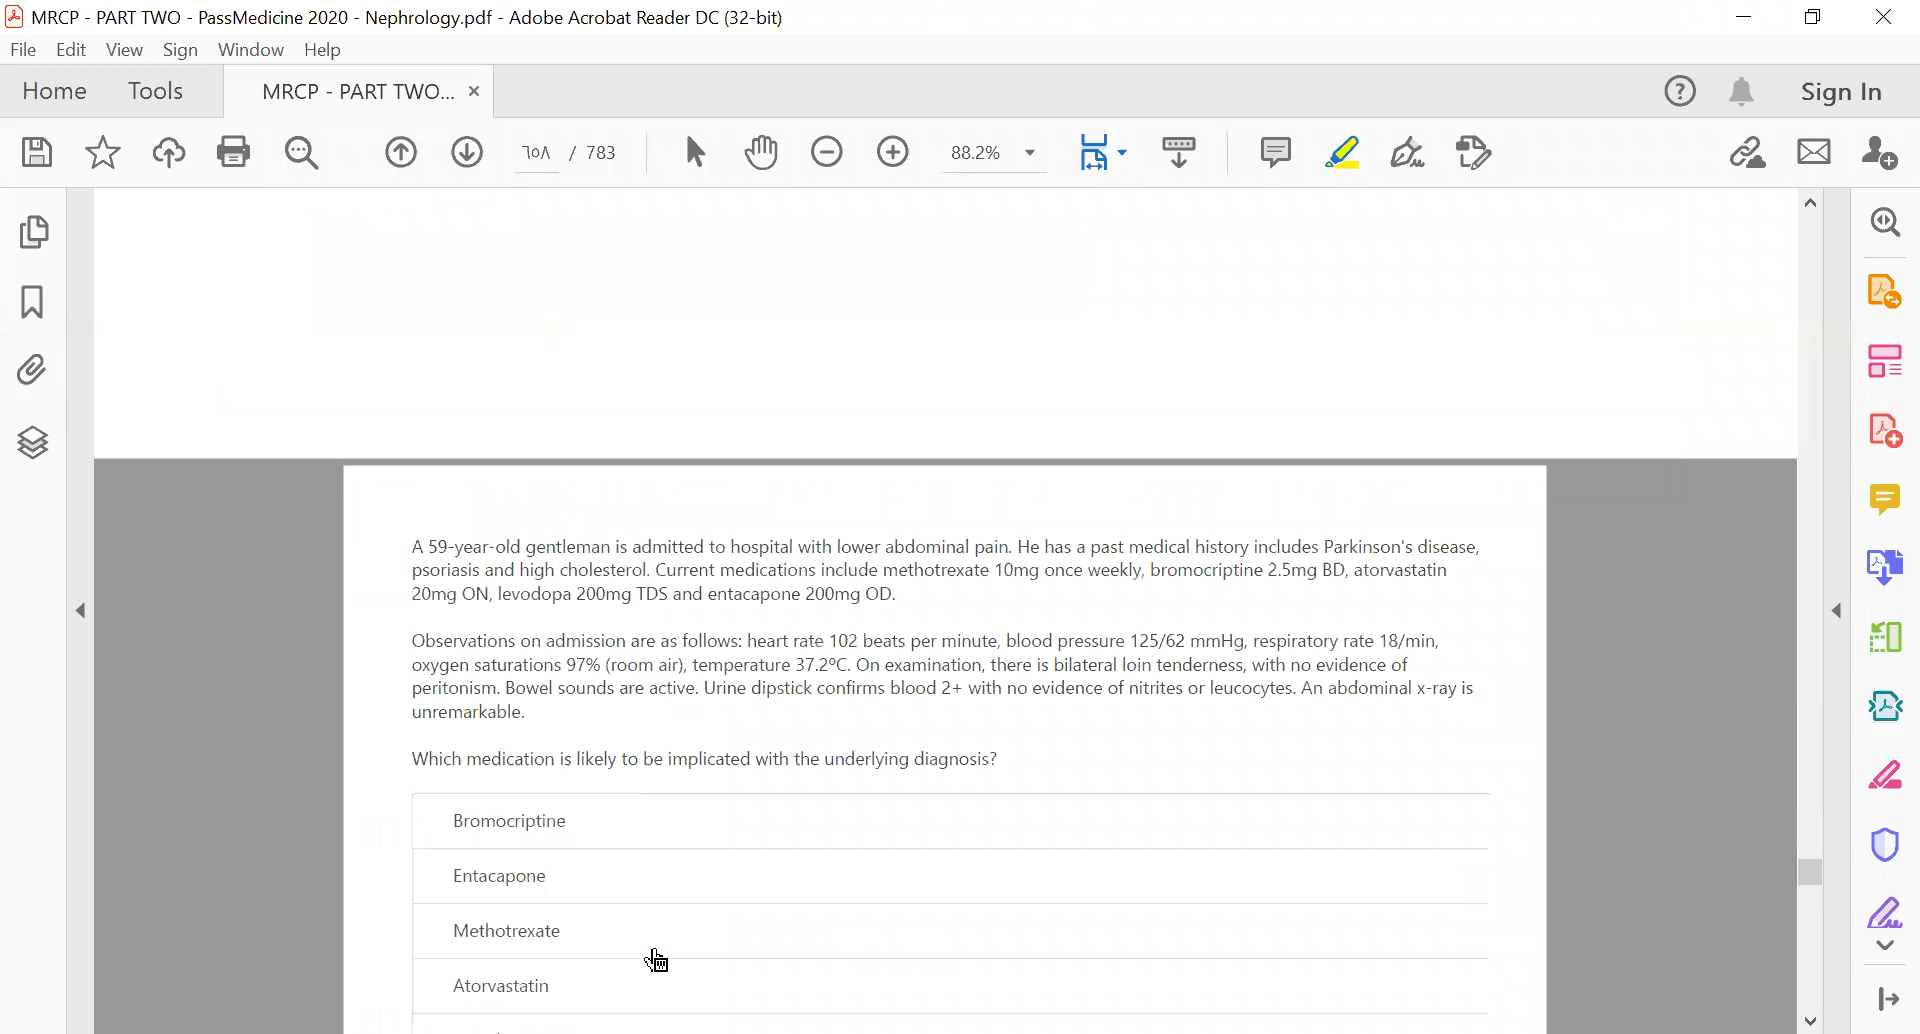 MRCP - PART TWO - PassMedicine 2020 - Nephrology.pdf - Adobe Acrobat Reader DC (32-bit)
File Edit View Sign Window Help
Home Tools MRCP - PART TWO... × Sign In
٦٥٨ / 783 88.2%
A 59-year-old gentleman is admitted to hospital with lower abdominal pain. He has a past medical history includes Parkinson's disease,
psoriasis and high cholesterol. Current medications include methotrexate 10mg once weekly, bromocriptine 2.5mg BD, atorvastatin
20mg ON, levodopa 200mg TDS and entacapone 200mg OD.
Observations on admission are as follows: heart rate 102 beats per minute, blood pressure 125/62 mmHg, respiratory rate 18/min,
oxygen saturations 97% (room air), temperature 37.2ºC. On examination, there is bilateral loin tenderness, with no evidence of
peritonism. Bowel sounds are active. Urine dipstick confirms blood 2+ with no evidence of nitrites or leucocytes. An abdominal x-ray is
unremarkable.
Which medication is likely to be implicated with the underlying diagnosis?
Bromocriptine
Entacapone
Methotrexate
Atorvastatin